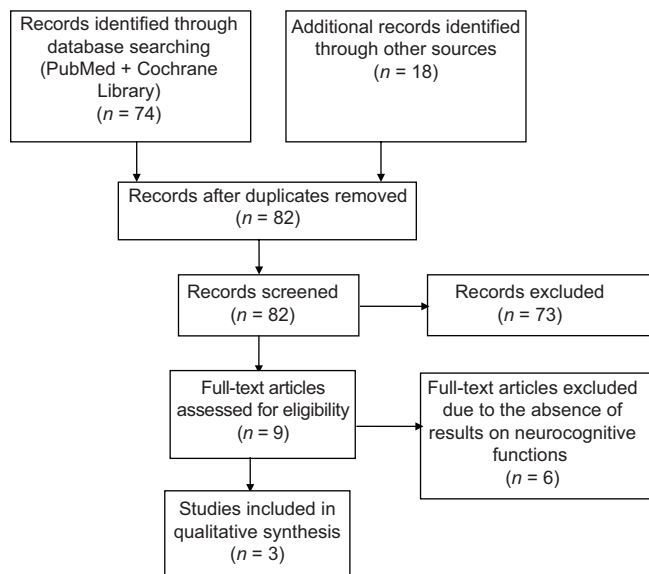 Records identified through
database searching
(PubMed + Cochrane
Library)
(n = 74)
Additional records identified
through other sources
(n = 18)
Records after duplicates removed
(n = 82)
Records screened
(n = 82)
Records excluded
(n = 73)
Full-text articles
assessed for eligibility
(n = 9)
Full-text articles excluded
due to the absence of
results on neurocognitive
functions
(n = 6)
Studies included in
qualitative synthesis
(n = 3)